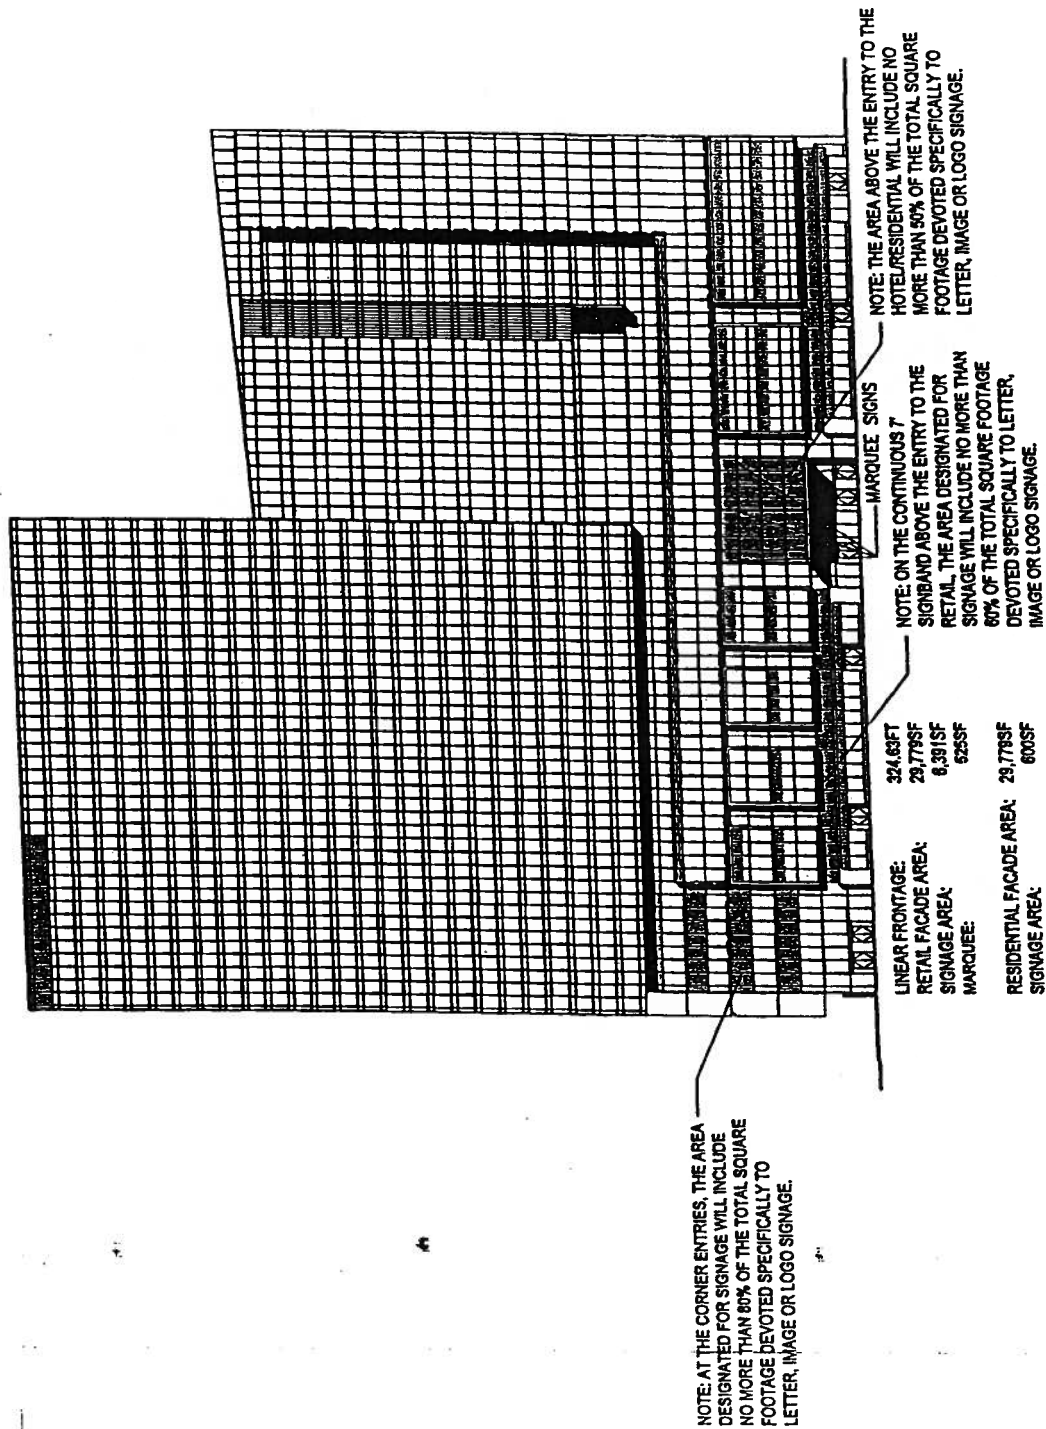 NOTE: AT THE CORNER ENTRIES, THE AREA
DESIGNATED FOR SIGNAGE WILL INCLUDE
NO MORE THAN 80% OF THE TOTAL SQUARE
FOOTAGE DEVOTED SPECIFICALLY TO
LETTER, IMAGE OR LOGO SIGNAGE.
LINEAR FRONTAGE: 324.63FT
RETAIL FACADE AREA: 29,779SF
SIGNAGE AREA: 6,391SF
MARQUEE: 525SF
RESIDENTIAL FACADE AREA: 29,779SF
SIGNAGE AREA: 600SF
NOTE: ON THE CONTINUOUS 7'
SIGNBAND ABOVE THE ENTRY TO THE
RETAIL, THE AREA DESIGNATED FOR
SIGNAGE WILL INCLUDE NO MORE THAN
60% OF THE TOTAL SQUARE FOOTAGE
DEVOTED SPECIFICALLY TO LETTER,
IMAGE OR LOGO SIGNAGE.
MARQUEE SIGNS
NOTE: THE AREA ABOVE THE ENTRY TO THE
HOTEL/RESIDENTIAL WILL INCLUDE NO
MORE THAN 50% OF THE TOTAL SQUARE
FOOTAGE DEVOTED SPECIFICALLY TO
LETTER, IMAGE OR LOGO SIGNAGE.